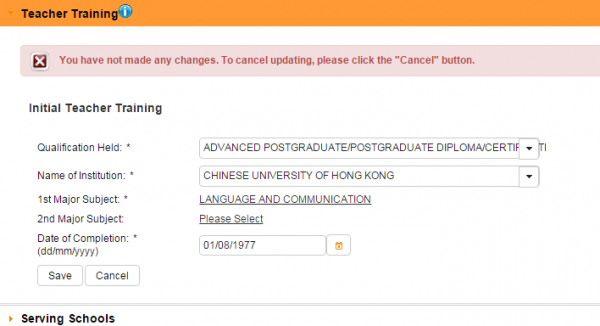 Teacher Training
You have not made any changes. To cancel updating, please click the "Cancel" button.
Initial Teacher Training
Qualification Held: * ADVANCED POSTGRADUATE/POSTGRADUATE DIPLOMA/CERTIF
Name of Institution: * CHINESE UNIVERSITY OF HONG KONG
1st Major Subject: * LANGUAGE AND COMMUNICATION
2nd Major Subject: Please Select
Date of Completion: * 01/08/1977
(dd/mm/yyyy)
Save Cancel
Serving Schools